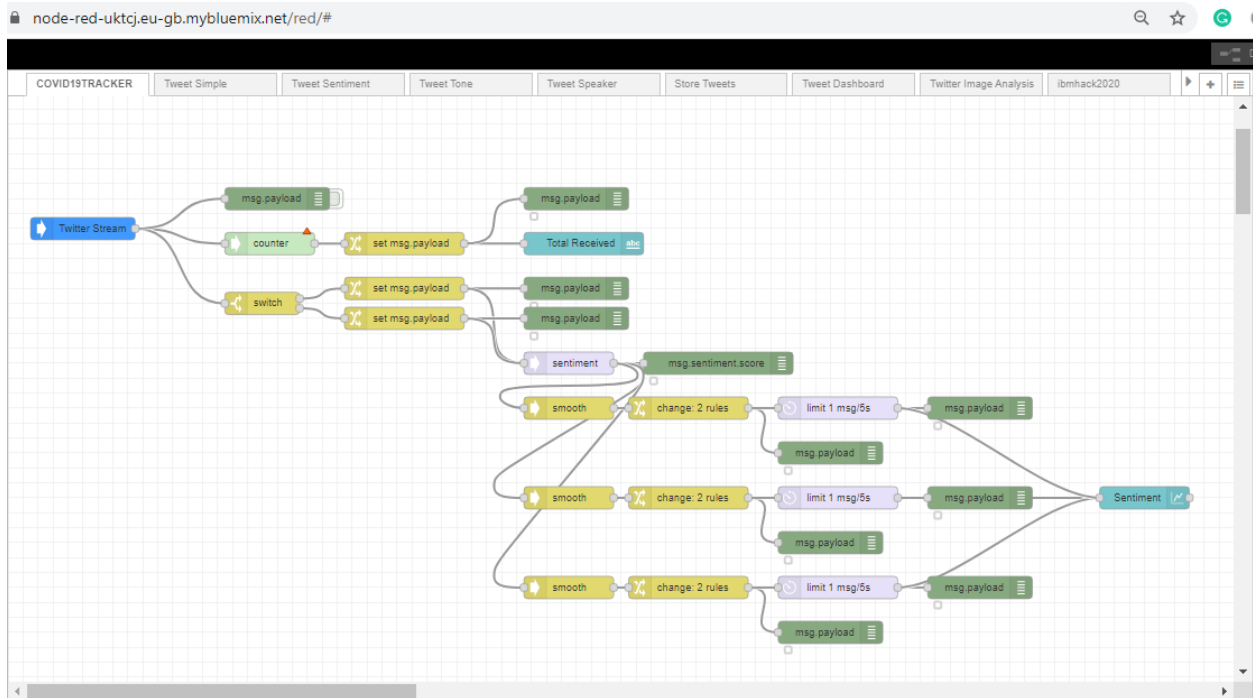 node-red-uktcj.eu-gb.mybluemix.net/red/#
COVID19TRACKER Tweet Simple Tweet Sentiment Tweet Tone Tweet Speaker Store Tweets Tweet Dashboard Twitter Image Analysis ibmhack2020
msg.payload msg.payload
Twitter Stream
counter set msg.payload Total Received abc
set msg.payload msg.payload
switch
set msg.payload msg.payload
sentiment msg.sentiment.score
smooth change: 2 rules limit 1 msg/5s msg.payload
msg.payload
smooth change: 2 rules limit 1 msg/5s msg.payload Sentiment
msg.payload
smooth change: 2 rules limit 1 msg/5s msg.payload
msg.payload